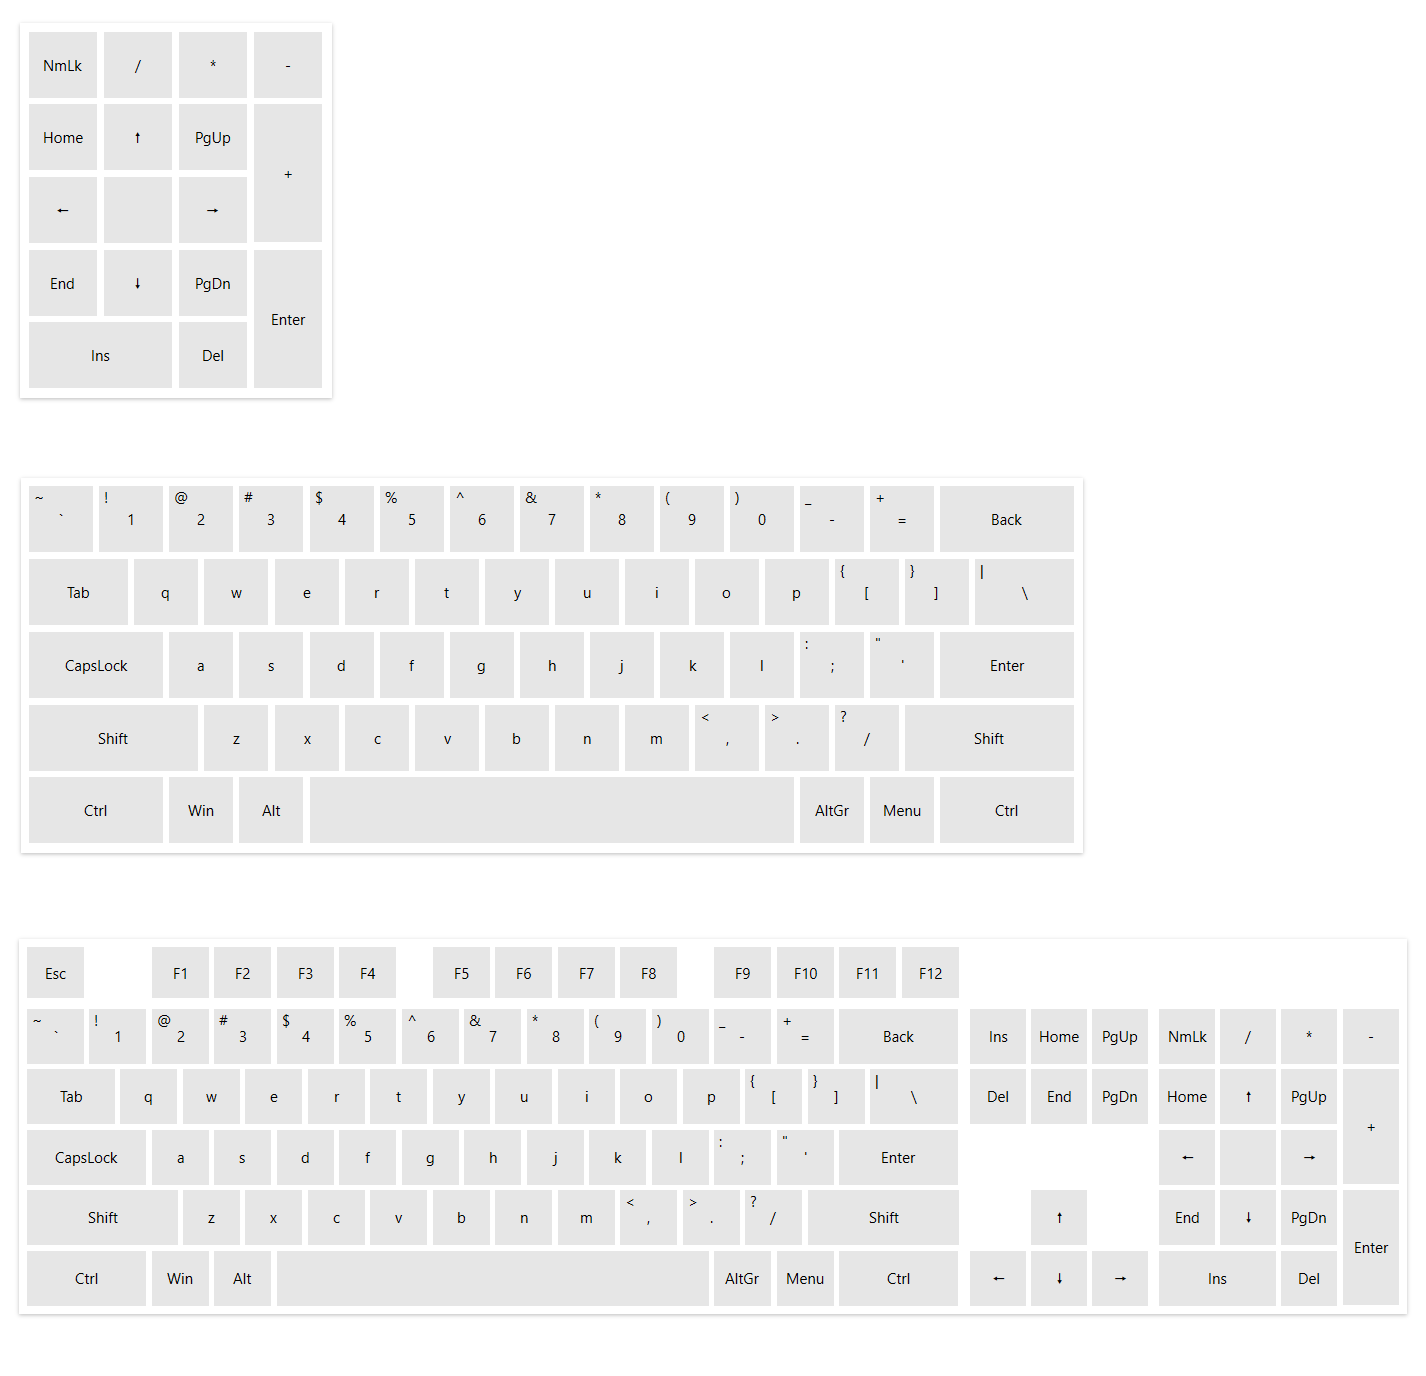 NmLk / * -
Home ↑ PgUp
+
← →
End ↓ PgDn
Enter
Ins Del
~ ! @ # $ % ^ & * ( ) _ +
` 1 2 3 4 5 6 7 8 9 0 - = Back
{ } |
Tab q w e r t y u i o p [ ] \
: "
CapsLock a s d f g h j k l ; ' Enter
< > ?
Shift z x c v b n m , . / Shift
Ctrl Win Alt AltGr Menu Ctrl
Esc F1 F2 F3 F4 F5 F6 F7 F8 F9 F10 F11 F12
~ ! @ # $ % ^ & * ( ) _ +
` 1 2 3 4 5 6 7 8 9 0 - = Back Ins Home PgUp NmLk / * -
{ } |
Tab q w e r t y u i o p [ ] \ Del End PgDn Home ↑ PgUp
+
: "
CapsLock a s d f g h j k l ; ' Enter ← →
< > ?
Shift z x c v b n m , . / Shift ↑ End ↓ PgDn
Enter
Ctrl Win Alt AltGr Menu Ctrl ← ↓ → Ins Del